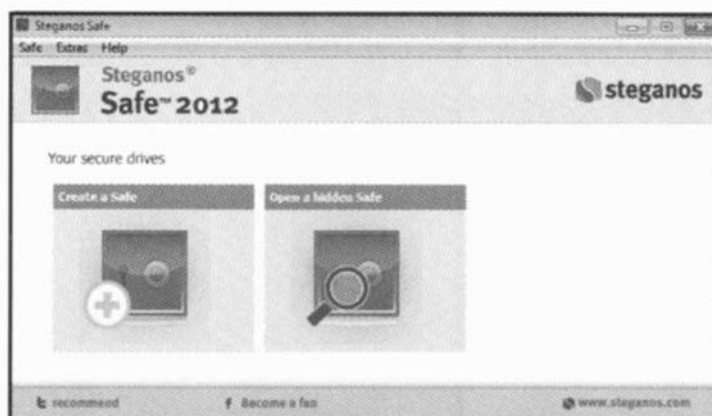 Steganos Safe
Safe Extras Help
Steganos®
Safe™ 2012
steganos
Your secure drives
Create a Safe
Open a hidden Safe
recommend
Become a fan
www.steganos.com